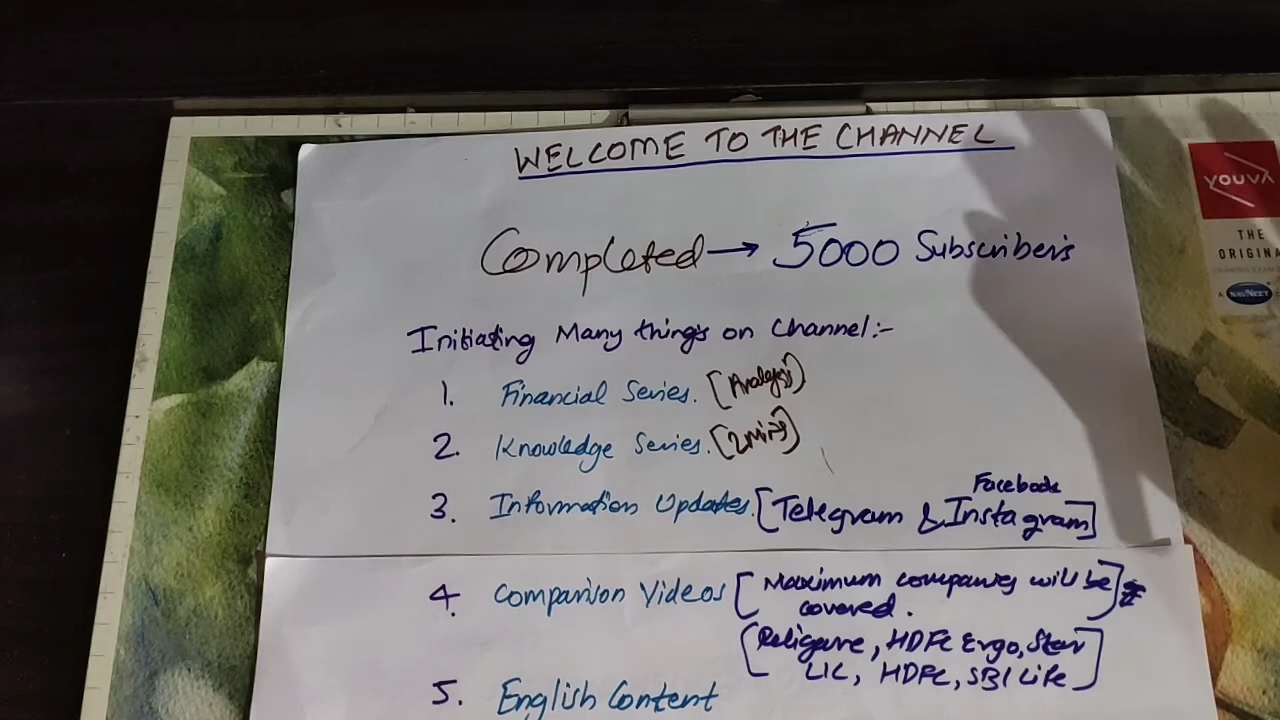 WELCOME TO THE CHANNEL
Completed → 5000 Subscribers
Initiating Many things on Channel:-
1. Financial Series. [Analysis]
2. Knowledge Series. [2Mins]
Facebook
3. Information Updates. [Telegram & Instagram]
4. Comparison Videos [Maximum companies will be
covered.]
[Religare, HDFC Ergo, Star
LIC, HDFC, SBI Life]
5. English Content
YOUVA
THE
ORIGINA
A NAVNEET